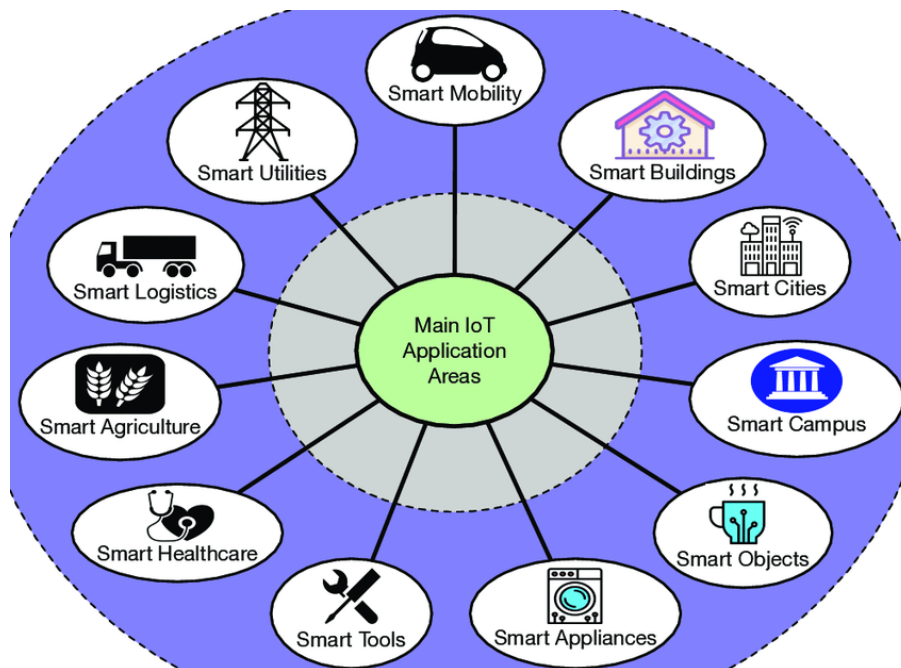 Smart Mobility
Smart Utilities
Smart Buildings
Smart Logistics
Smart Cities
Main IoT
Application
Areas
Smart Agriculture
Smart Campus
Smart Healthcare
Smart Objects
Smart Tools
Smart Appliances